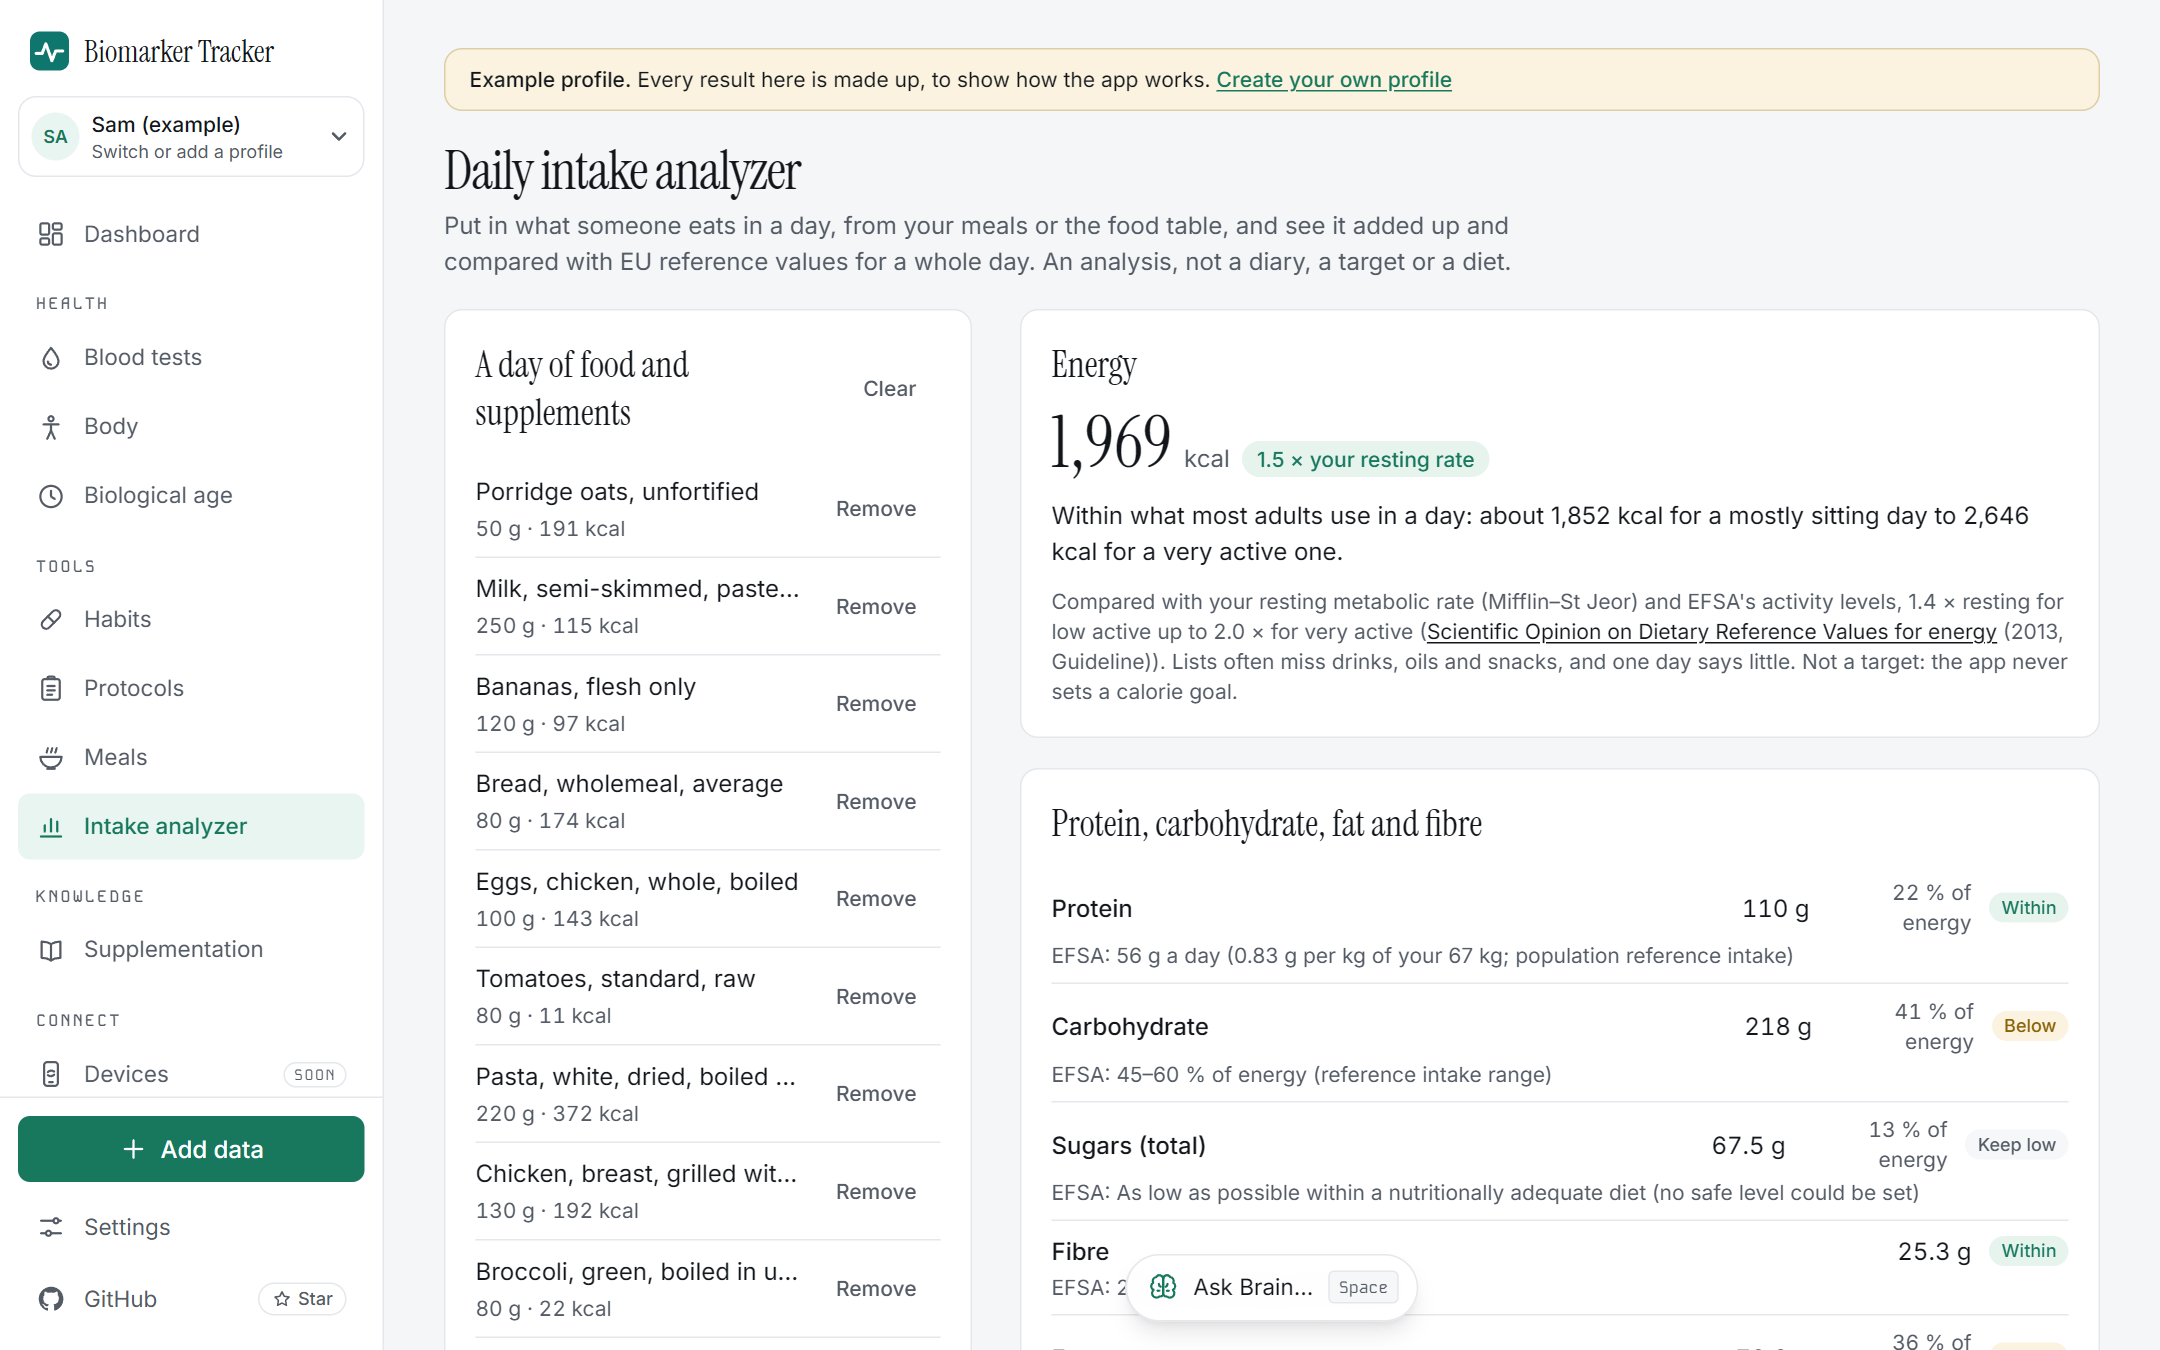 Biomarker Tracker
SA
Sam (example)
Switch or add a profile
Dashboard
HEALTH
Blood tests
Body
Biological age
TOOLS
Habits
Protocols
Meals
Intake analyzer
KNOWLEDGE
Supplementation
CONNECT
Devices
SOON
Add data
Settings
GitHub
Star
Example profile. Every result here is made up, to show how the app works. Create your own profile
Daily intake analyzer
Put in what someone eats in a day, from your meals or the food table, and see it added up and
compared with EU reference values for a whole day. An analysis, not a diary, a target or a diet.
A day of food and
supplements
Clear
Porridge oats, unfortified
50 g · 191 kcal
Remove
Milk, semi-skimmed, paste...
250 g · 115 kcal
Remove
Bananas, flesh only
120 g · 97 kcal
Remove
Bread, wholemeal, average
80 g · 174 kcal
Remove
Eggs, chicken, whole, boiled
100 g · 143 kcal
Remove
Tomatoes, standard, raw
80 g · 11 kcal
Remove
Pasta, white, dried, boiled ...
220 g · 372 kcal
Remove
Chicken, breast, grilled wit...
130 g · 192 kcal
Remove
Broccoli, green, boiled in u...
80 g · 22 kcal
Remove
Energy
1,969 kcal 1.5 × your resting rate
Within what most adults use in a day: about 1,852 kcal for a mostly sitting day to 2,646
kcal for a very active one.
Compared with your resting metabolic rate (Mifflin–St Jeor) and EFSA's activity levels, 1.4 × resting for
low active up to 2.0 × for very active (Scientific Opinion on Dietary Reference Values for energy (2013,
Guideline)). Lists often miss drinks, oils and snacks, and one day says little. Not a target: the app never
sets a calorie goal.
Protein, carbohydrate, fat and fibre
Protein
110 g
22 % of
energy
Within
EFSA: 56 g a day (0.83 g per kg of your 67 kg; population reference intake)
Carbohydrate
218 g
41 % of
energy
Below
EFSA: 45–60 % of energy (reference intake range)
Sugars (total)
67.5 g
13 % of
energy
Keep low
EFSA: As low as possible within a nutritionally adequate diet (no safe level could be set)
Fibre
25.3 g
Within
EFSA: 2
Ask Brain...
Space
36 % of